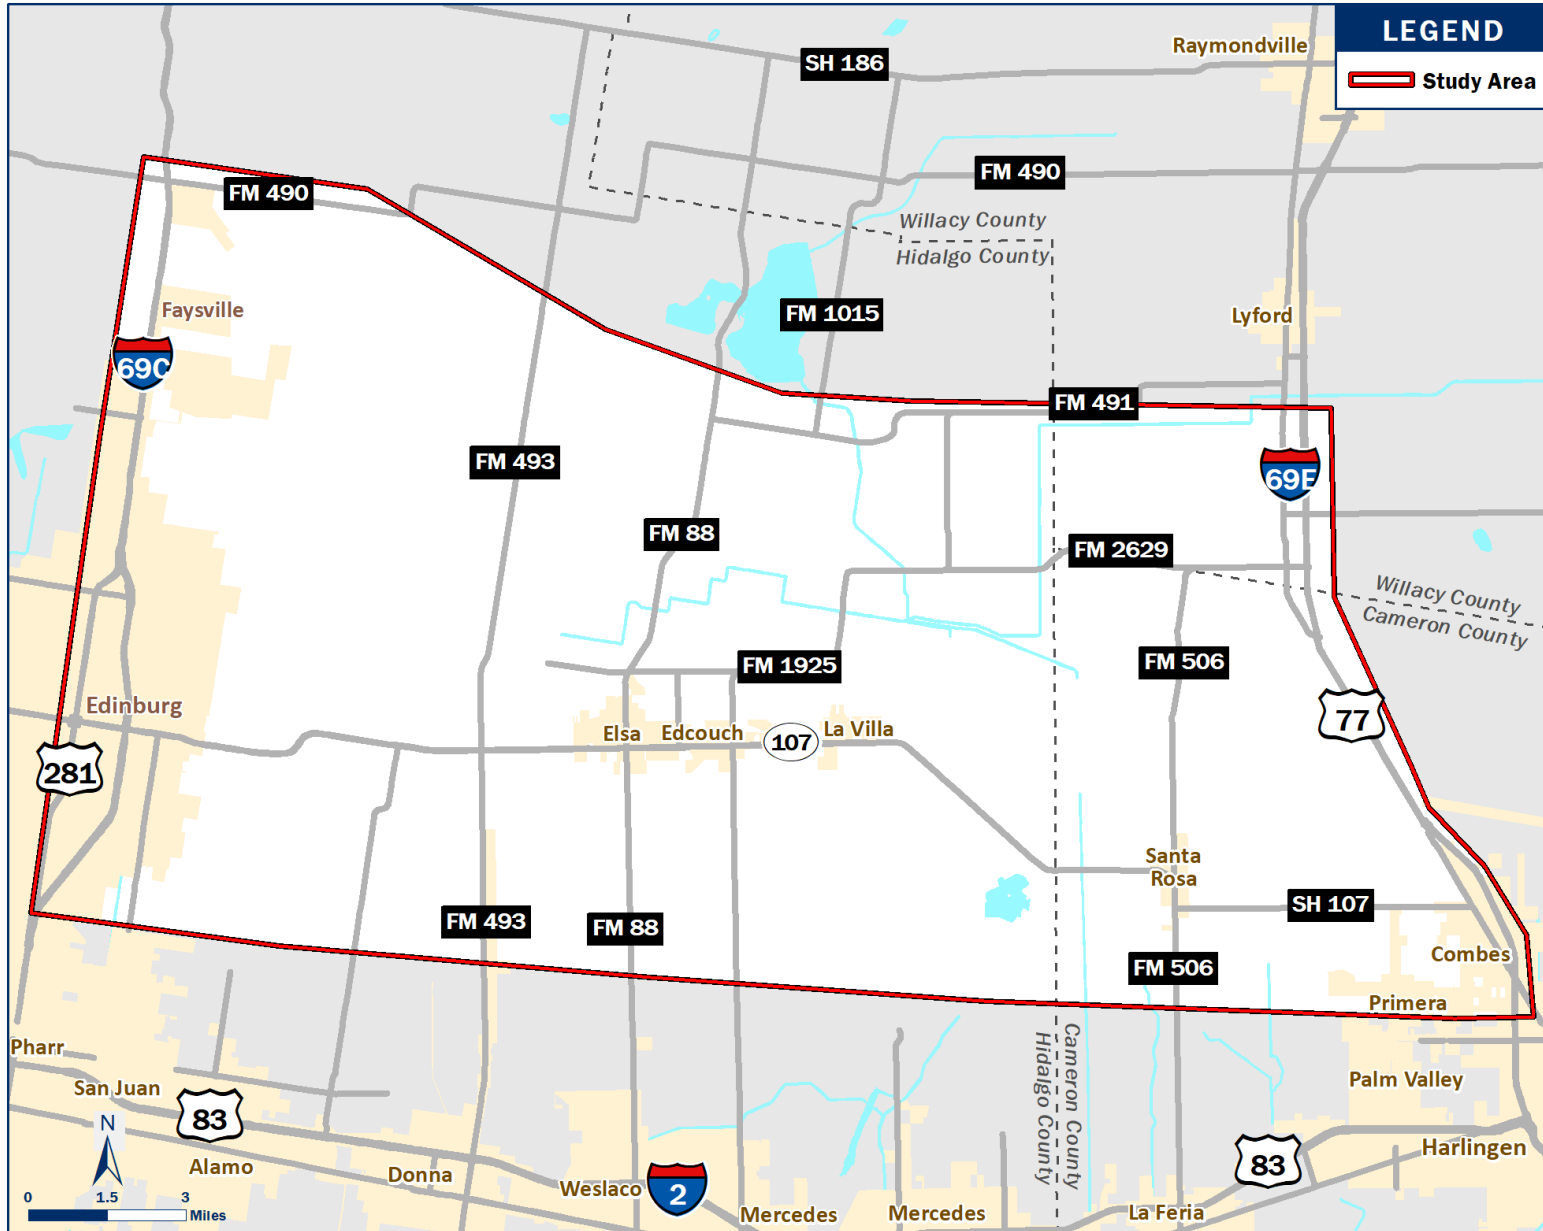 LEGEND
Study Area
Raymondville
SH 186
FM 490
FM 490
Willacy County
Hidalgo County
Faysville
FM 1015
Lyford
69C
FM 491
FM 493
69E
FM 88
FM 2629
Willacy County
Cameron County
FM 1925
FM 506
Edinburg
Elsa
Edcouch
107
La Villa
77
281
Santa
Rosa
SH 107
FM 493
FM 88
Combes
FM 506
Primera
Pharr
Cameron County
Hidalgo County
San Juan
Palm Valley
83
N
Harlingen
Alamo
Donna
83
Weslaco
2
0 1.5 3
Miles
Mercedes
Mercedes
La Feria